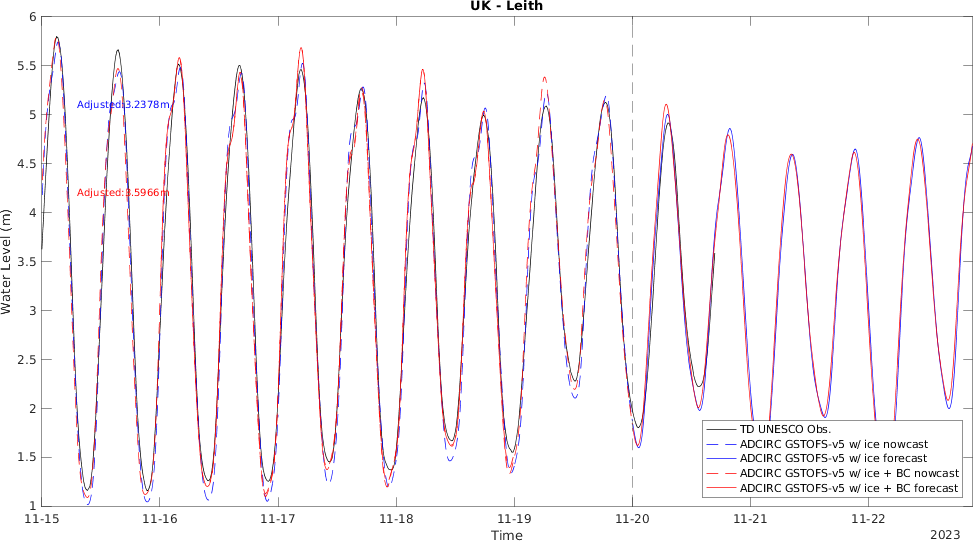 UK - Leith
6
5.5
5
4.5
4
3.5
3
2.5
2
1.5
1
Water Level (m)
Adjusted:3.2378m
Adjusted:3.5966m
TD UNESCO Obs.
ADCIRC GSTOFS-v5 w/ ice nowcast
ADCIRC GSTOFS-v5 w/ ice forecast
ADCIRC GSTOFS-v5 w/ ice + BC nowcast
ADCIRC GSTOFS-v5 w/ ice + BC forecast
11-15 11-16 11-17 11-18 11-19 11-20 11-21 11-22
Time
2023